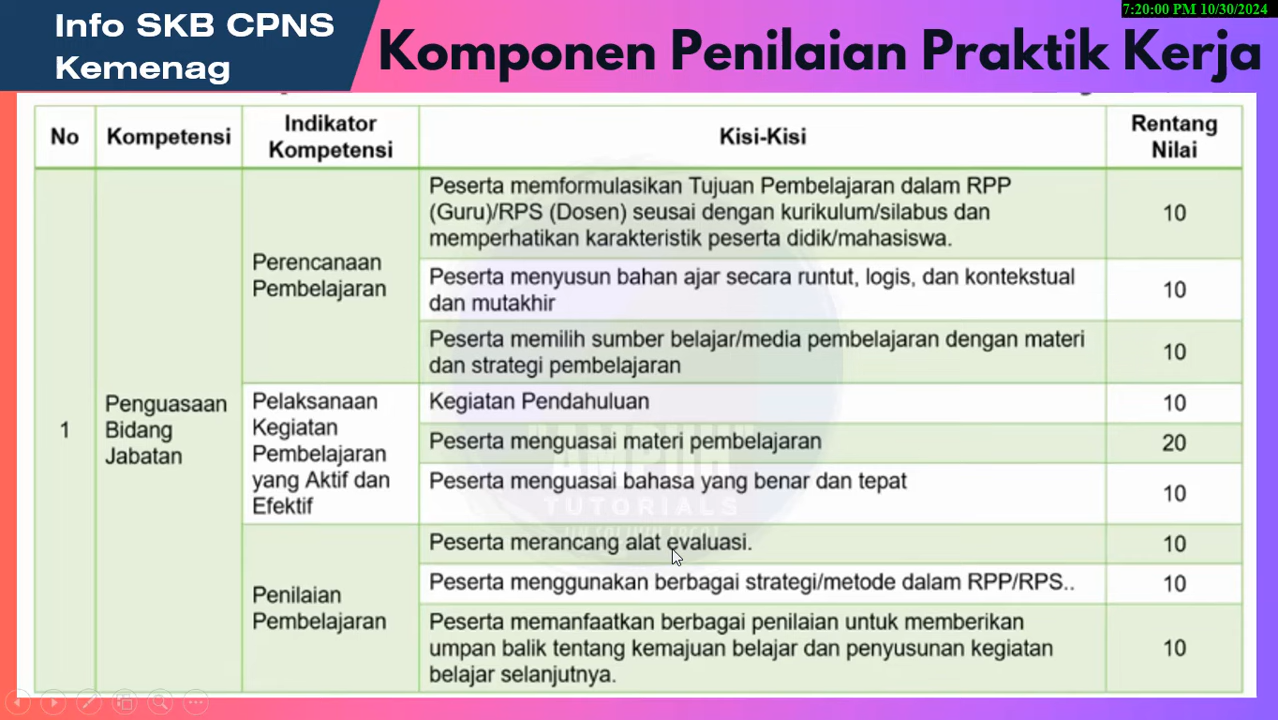 7:20:00 PM 10/30/2024
Info SKB CPNS
Kemenag
Komponen Penilaian Praktik Kerja
No
Kompetensi
Indikator
Kompetensi
Kisi-Kisi
Rentang
Nilai
1
Penguasaan
Bidang
Jabatan
Perencanaan
Pembelajaran
Peserta memformulasikan Tujuan Pembelajaran dalam RPP
(Guru)/RPS (Dosen) seusai dengan kurikulum/silabus dan
memperhatikan karakteristik peserta didik/mahasiswa.
10
Peserta menyusun bahan ajar secara runtut, logis, dan kontekstual
dan mutakhir
10
Peserta memilih sumber belajar/media pembelajaran dengan materi
dan strategi pembelajaran
10
Pelaksanaan
Kegiatan
Pembelajaran
yang Aktif dan
Efektif
Kegiatan Pendahuluan
10
Peserta menguasai materi pembelajaran
20
Peserta menguasai bahasa yang benar dan tepat
10
Penilaian
Pembelajaran
Peserta merancang alat evaluasi.
10
Peserta menggunakan berbagai strategi/metode dalam RPP/RPS..
10
Peserta memanfaatkan berbagai penilaian untuk memberikan
umpan balik tentang kemajuan belajar dan penyusunan kegiatan
belajar selanjutnya.
10
"AMPUH"
TUTORIALS